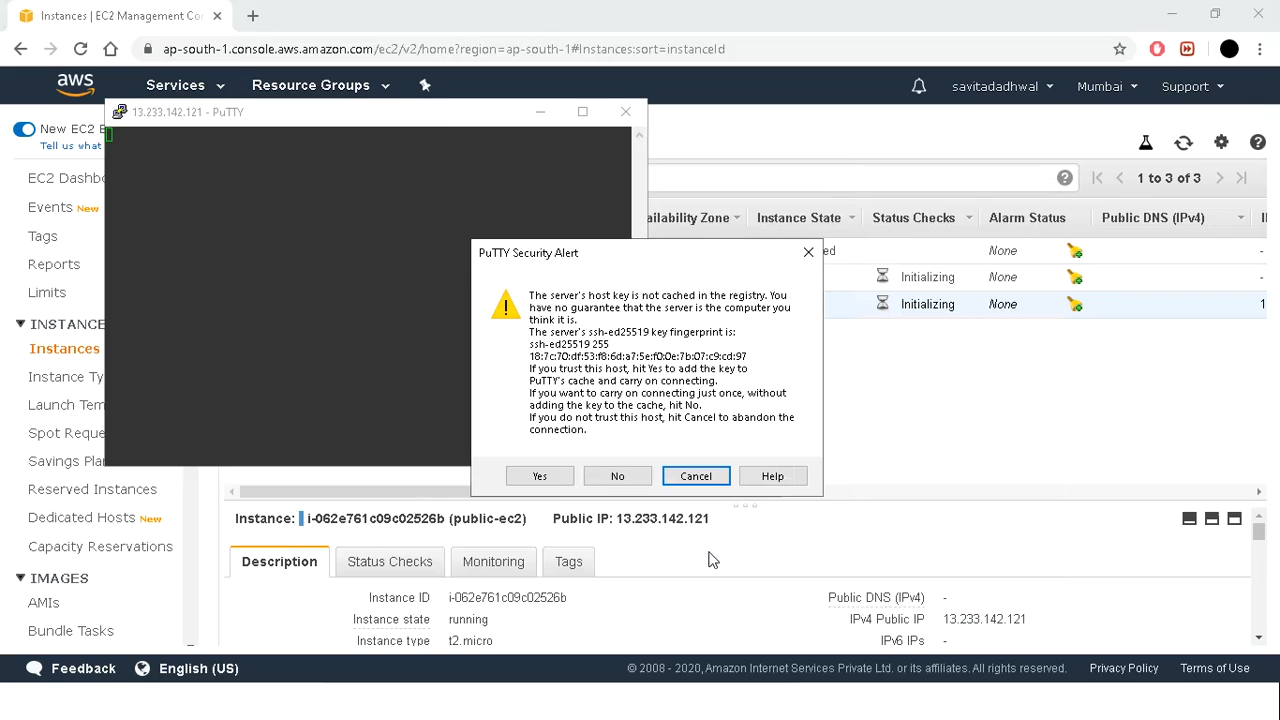 Instances | EC2 Management Co
ap-south-1.console.aws.amazon.com/ec2/v2/home?region=ap-south-1#Instances:sort=instanceId
aws
Services
Resource Groups
savitadadhwal
Mumbai
Support
13.233.142.121 - PuTTY
New EC2 E
Tell us what
1 to 3 of 3
EC2 Dashbo
Events New
Tags
Reports
Limits
INSTANCE
Instances
Instance Ty
Launch Tem
Spot Reque
Savings Pla
Reserved Instances
Dedicated Hosts New
Capacity Reservations
IMAGES
AMIs
Bundle Tasks
ailability Zone
Instance State
Status Checks
Alarm Status
Public DNS (IPv4)
ed
None
-
Initializing
None
-
Initializing
None
1
PuTTY Security Alert
The server's host key is not cached in the registry. You
have no guarantee that the server is the computer you
think it is.
The server's ssh-ed25519 key fingerprint is:
ssh-ed25519 255
18:7c:70:df:53:f8:6d:a7:5e:f0:0e:7b:07:c9:cd:97
If you trust this host, hit Yes to add the key to
PuTTY's cache and carry on connecting.
If you want to carry on connecting just once, without
adding the key to the cache, hit No.
If you do not trust this host, hit Cancel to abandon the
connection.
Yes
No
Cancel
Help
Instance: i-062e761c09c02526b (public-ec2)
Public IP: 13.233.142.121
Description
Status Checks
Monitoring
Tags
Instance ID
i-062e761c09c02526b
Public DNS (IPv4)
-
Instance state
running
IPv4 Public IP
13.233.142.121
Instance type
t2.micro
IPv6 IPs
-
Feedback
English (US)
© 2008 - 2020, Amazon Internet Services Private Ltd. or its affiliates. All rights reserved.
Privacy Policy
Terms of Use